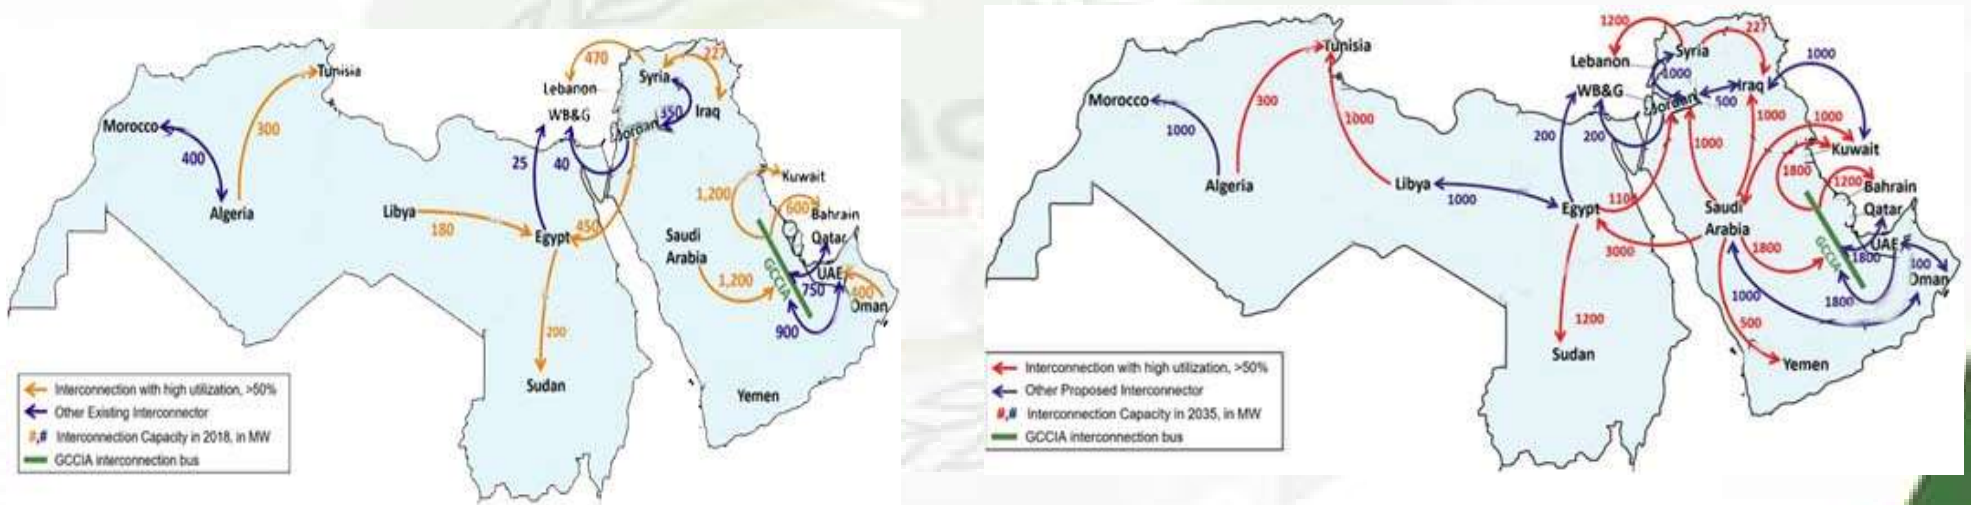 470
227
Tunisia
Syria
Lebanon
WB&G
350
Iraq
Jordan
Morocco
300
400
25
40
Kuwait
1,200
600
Algeria
Libya
180
Egypt
450
Bahrain
Saudi
Arabia
Qatar
GCCIA
UAE
1,200
750
400
Oman
900
200
Sudan
Yemen
Interconnection with high utilization, >50%
Other Existing Interconnector
#,# Interconnection Capacity in 2018, in MW
GCCIA interconnection bus
1200
227
Tunisia
Syria
Lebanon
1000
1000
WB&G
Iraq
Jordan
500
Morocco
300
1000
1000
1000
1000
200
200
1000
Kuwait
1800
1200
Algeria
Libya
1000
Egypt
1100
Saudi
Arabia
Bahrain
Qatar
3000
1800
GCCIA
UAE
1800
Oman
1000
1800
500
1200
Sudan
Yemen
Interconnection with high utilization, >50%
Other Proposed Interconnector
#,# Interconnection Capacity in 2035, in MW
GCCIA interconnection bus